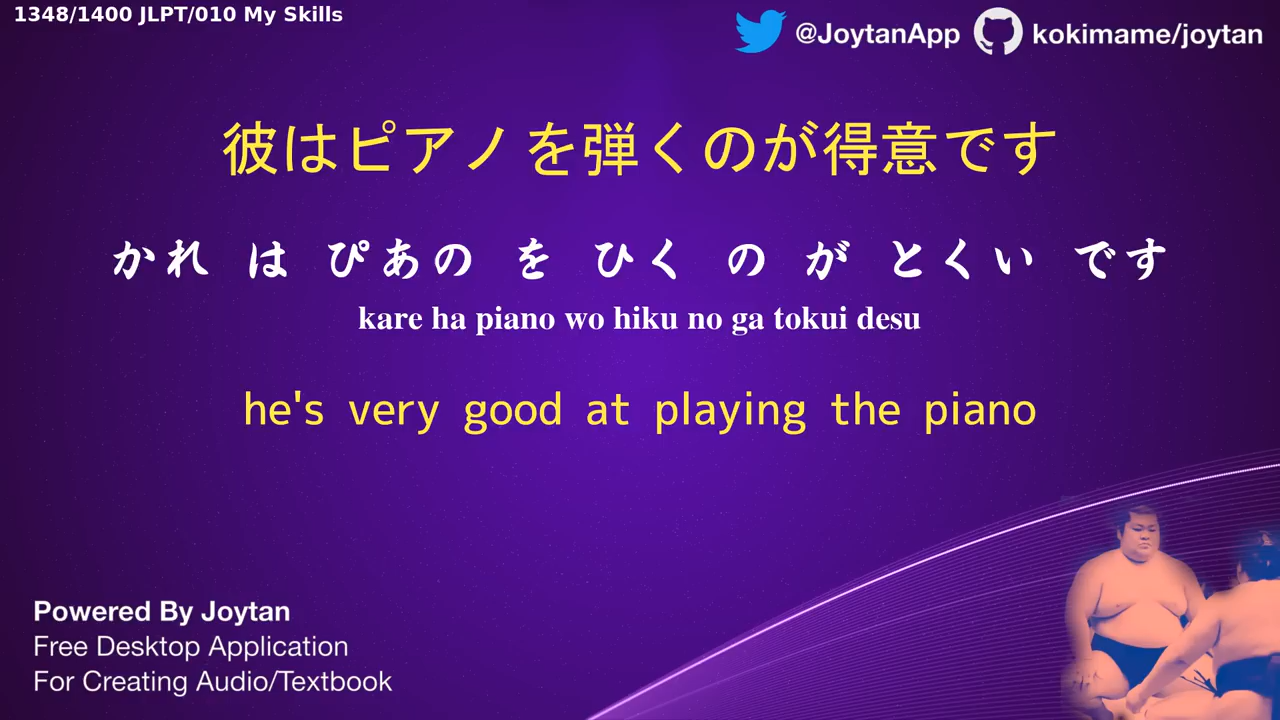 1348/1400 JLPT/010 My Skills
@JoytanApp kokimame/joytan
彼はピアノを弾くのが得意です
かれ は ぴあの を ひく の が とくい です
kare ha piano wo hiku no ga tokui desu
he's very good at playing the piano
Powered By Joytan
Free Desktop Application
For Creating Audio/Textbook